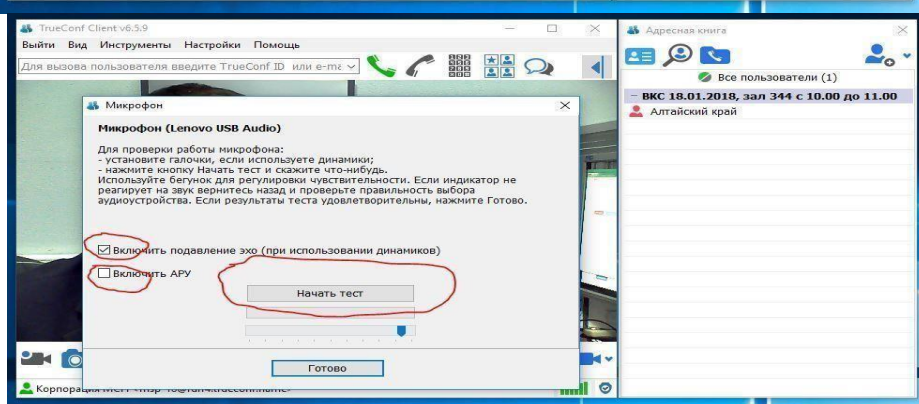 TrueConf Client v6.5.9
Выйти Вид Инструменты Настройки Помощь
Для вызова пользователя введите TrueConf ID или e-ma
Микрофон
Микрофон (Lenovo USB Audio)
Для проверки работы микрофона:
- установите галочки, если используете динамики;
- нажмите кнопку Начать тест и скажите что-нибудь.
Используйте бегунок для регулировки чувствительности. Если индикатор не
реагирует на звук вернитесь назад и проверьте правильность выбора
аудиоустройства. Если результаты теста удовлетворительны, нажмите Готово.
Включить подавление эхо (при использовании динамиков)
Включить АРУ
Начать тест
Готово
Адресная книга
Все пользователи (1)
ВКС 18.01.2018, зал 344 с 10.00 до 11.00
Алтайский край